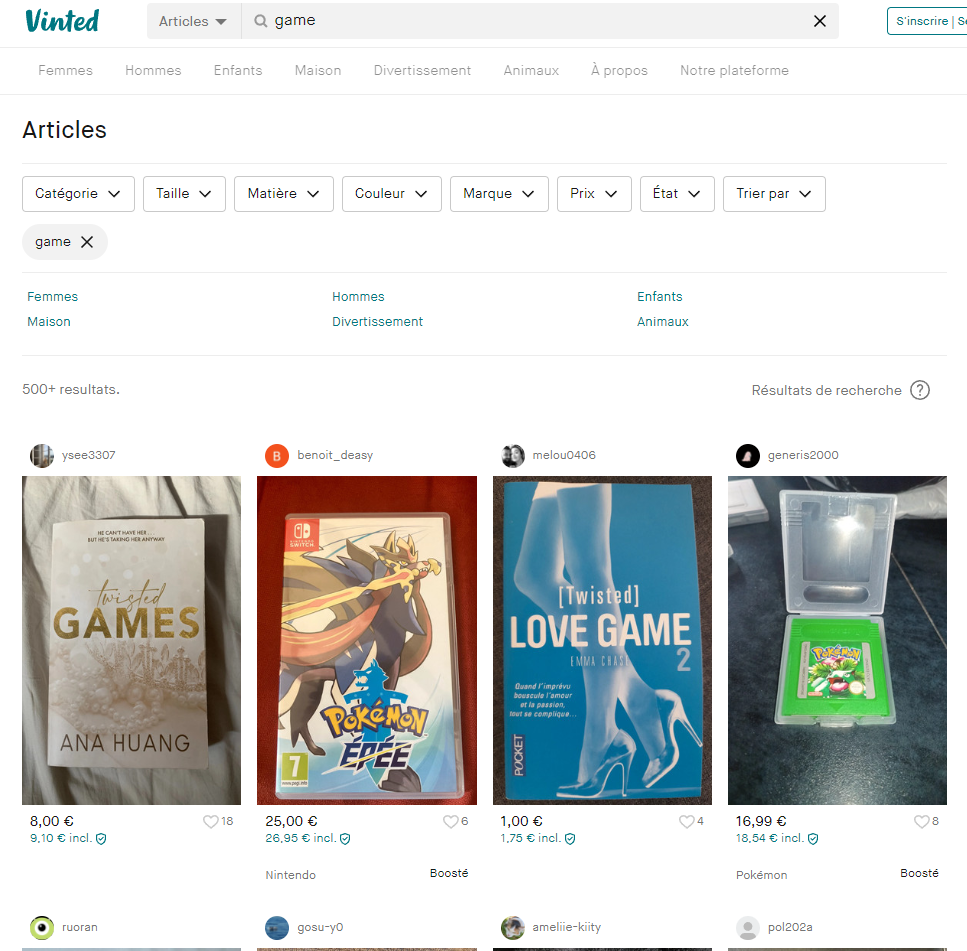 Vinted
Articles
game
S'inscrire | Se
Femmes
Hommes
Enfants
Maison
Divertissement
Animaux
À propos
Notre plateforme
Articles
Catégorie
Taille
Matière
Couleur
Marque
Prix
État
Trier par
game
Femmes
Hommes
Enfants
Maison
Divertissement
Animaux
500+ resultats.
Résultats de recherche
ysee3307
B
benoit_deasy
melou0406
generis2000
HE CAN'T HAVE HER...
BUT HE'S TAKING HER ANYWAY
twisted
GAMES
ANA HUANG
NINTENDO
SWITCH
POKÉMON
ÉPÉE
7
www.pegi.info
[Twisted]
LOVE GAME
2
EMMA CHASE
Quand l'imprévu
bouscule l'amour
et la passion,
tout se complique...
POCKET
POKÉMON
8,00 €
18
9,10 € incl.
25,00 €
6
26,95 € incl.
Nintendo
Boosté
1,00 €
4
1,75 € incl.
16,99 €
8
18,54 € incl.
Pokémon
Boosté
ruoran
gosu-y0
ameliie-kiity
pol202a